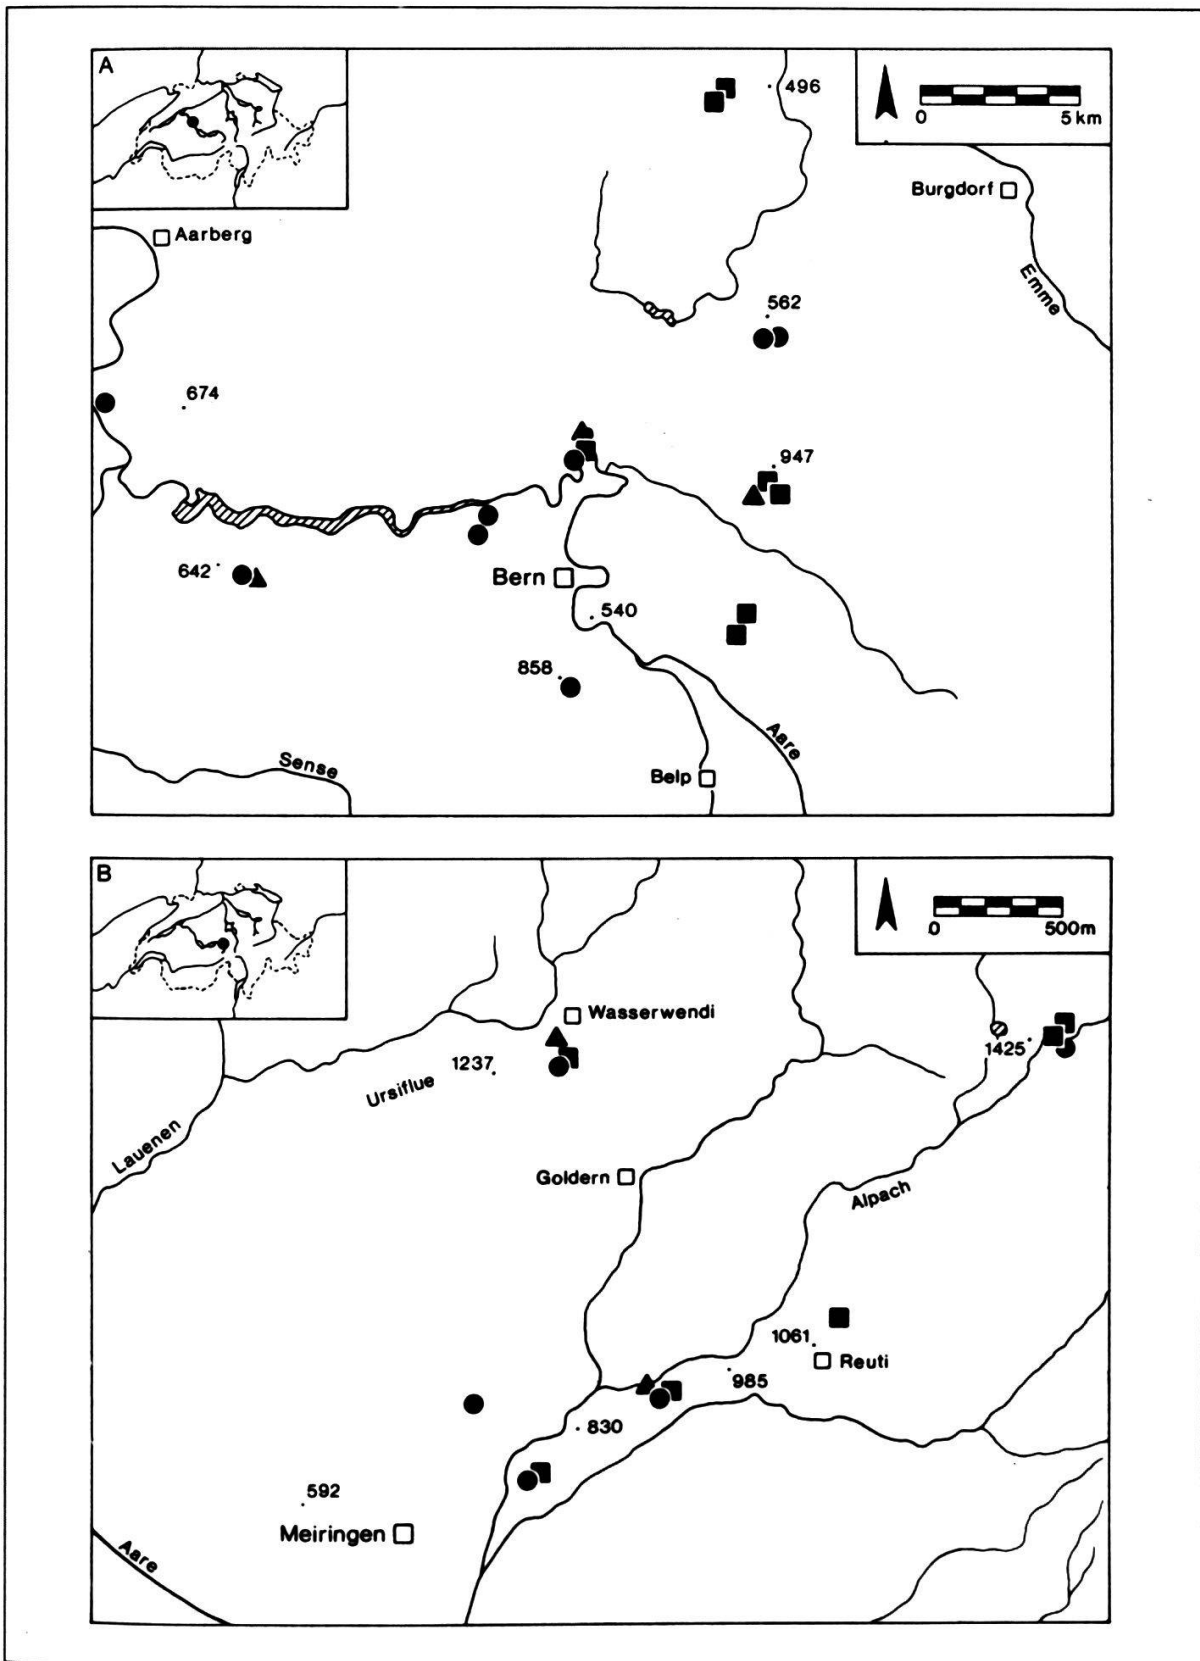 A
496
0
5 km
Burgdorf
Aarberg
Emme
562
674
947
642
Bern
540
858
Aare
Sense
Belp
B
0
500m
Wasserwendi
1425
1237
Ursiflue
Lauenen
Goldern
Alpach
1061
Reuti
985
830
592
Meiringen
Aare